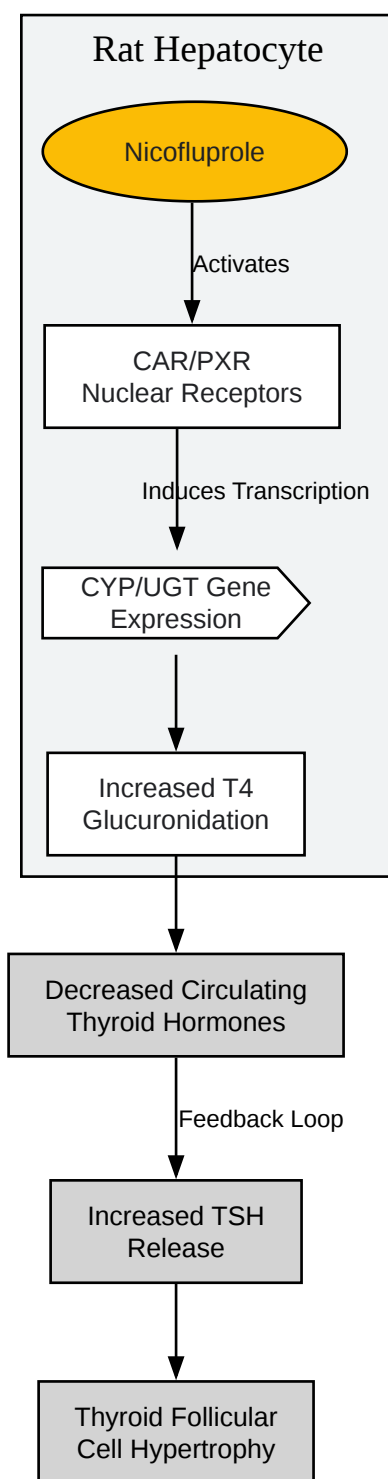 Rat Hepatocyte
Nicofluprole
Activates
CAR/PXR
Nuclear Receptors
Induces Transcription
CYP/UGT Gene
Expression
Increased T4
Glucuronidation
Decreased Circulating
Thyroid Hormones
Feedback Loop
Increased TSH
Release
Thyroid Follicular
Cell Hypertrophy